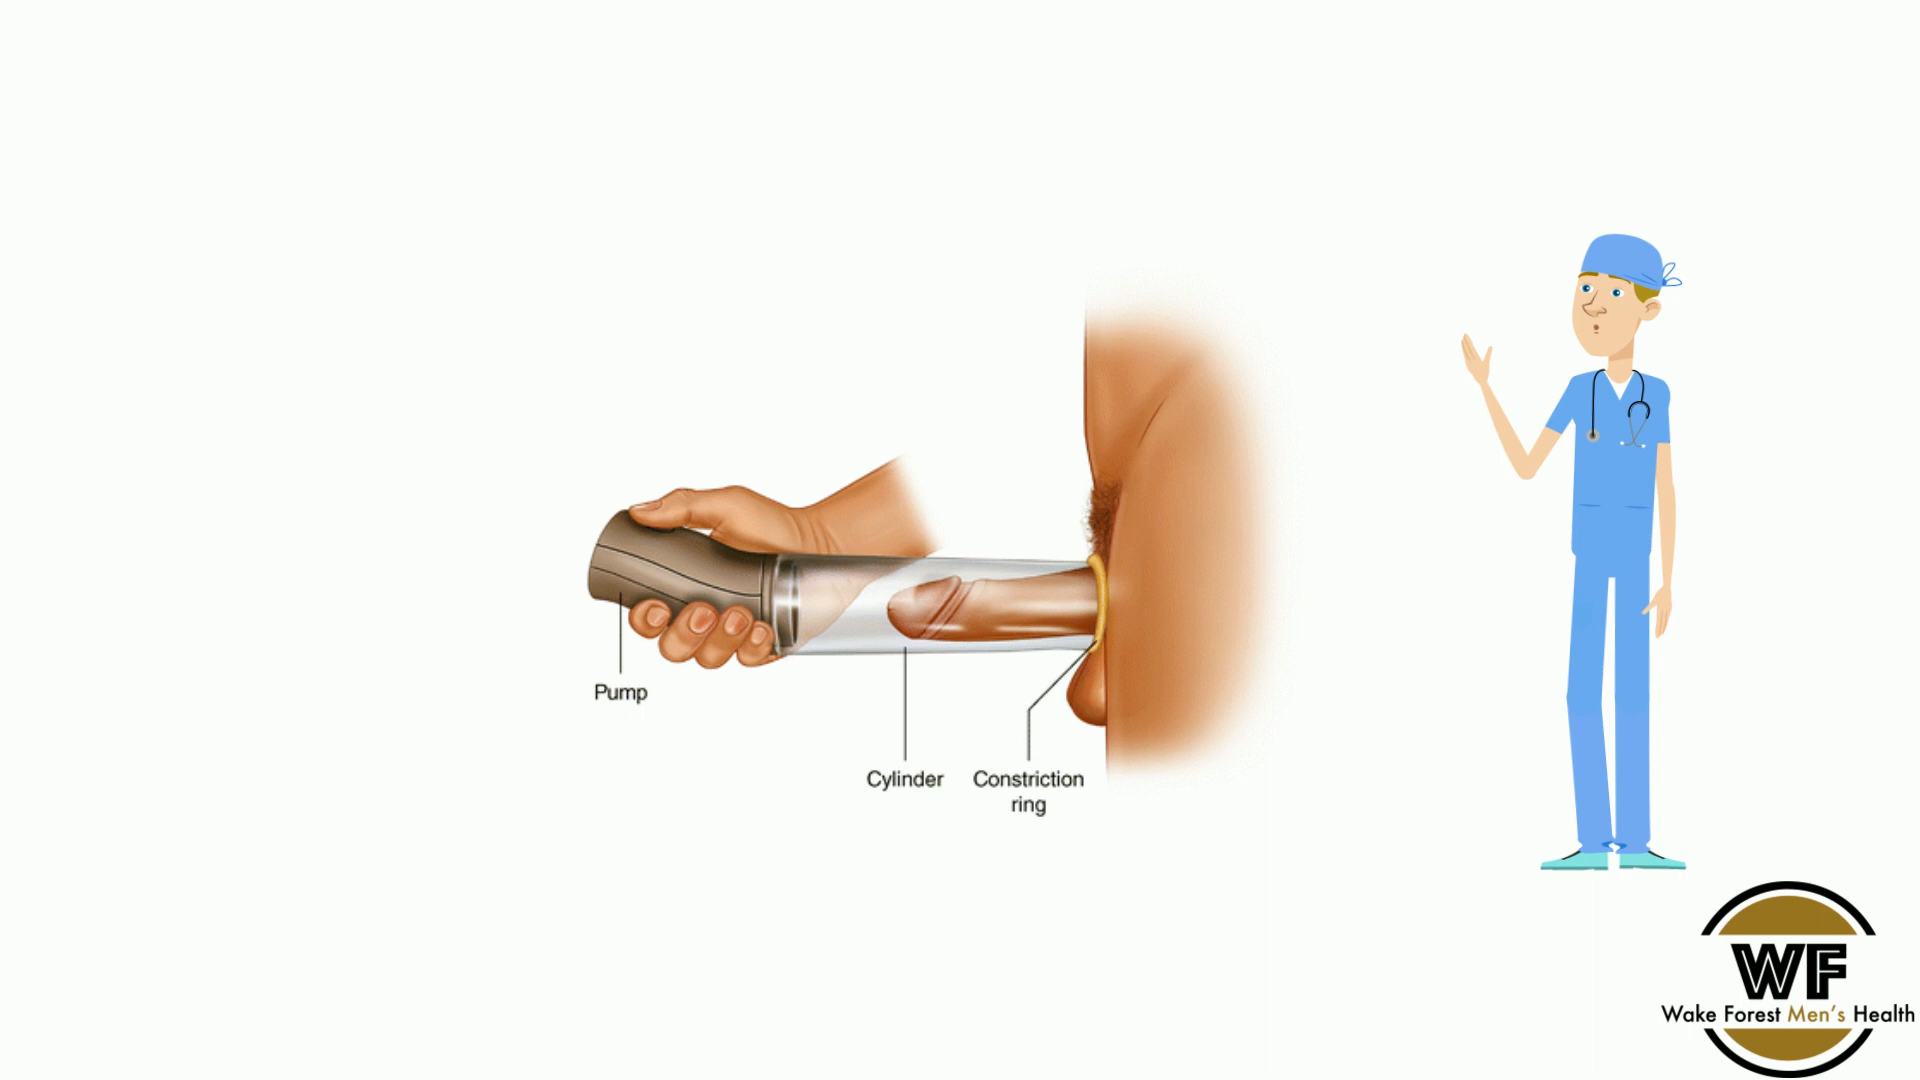 Pump
Cylinder
Constriction
ring
WF
Wake Forest Men's Health